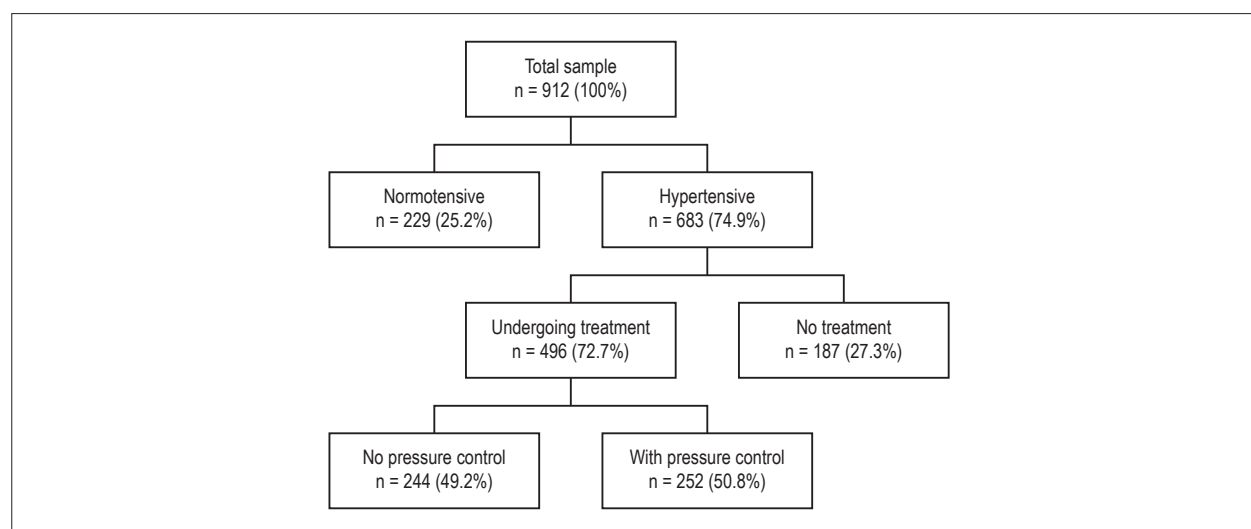 Total sample
n = 912 (100%)
Normotensive
n = 229 (25.2%)
Hypertensive
n = 683 (74.9%)
Undergoing treatment
n = 496 (72.7%)
No treatment
n = 187 (27.3%)
No pressure control
n = 244 (49.2%)
With pressure control
n = 252 (50.8%)